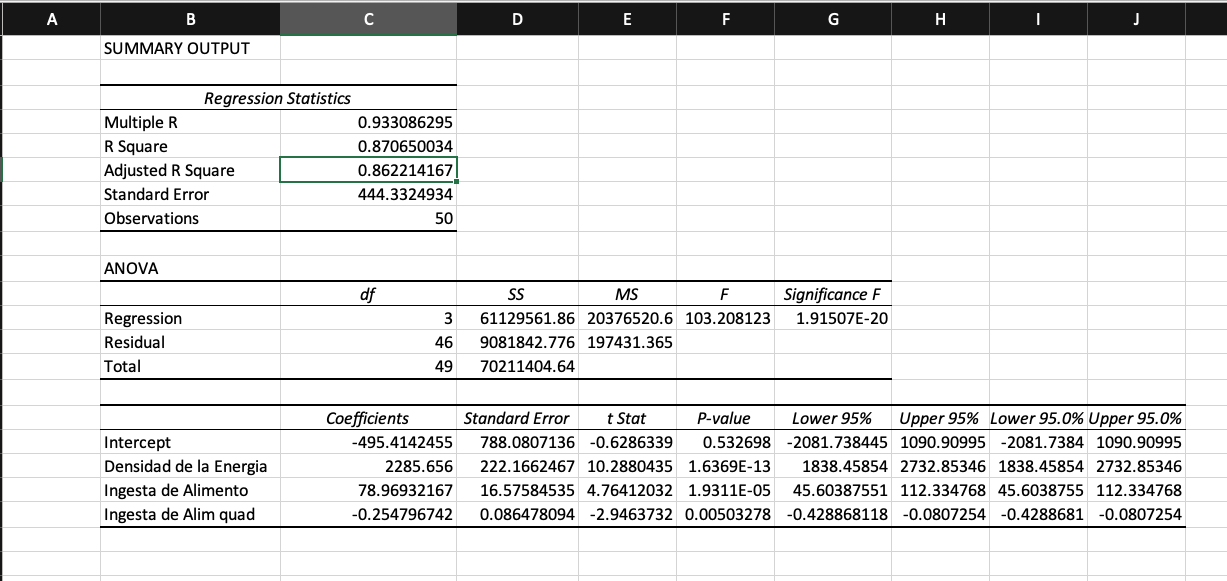 A B C D E F G H I J
SUMMARY OUTPUT
Regression Statistics
Multiple R 0.933086295
R Square 0.870650034
Adjusted R Square 0.862214167
Standard Error 444.3324934
Observations 50
ANOVA
df SS MS F Significance F
Regression 3 61129561.86 20376520.6 103.208123 1.91507E-20
Residual 46 9081842.776 197431.365
Total 49 70211404.64
Coefficients Standard Error t Stat P-value Lower 95% Upper 95% Lower 95.0% Upper 95.0%
Intercept -495.4142455 788.0807136 -0.6286339 0.532698 -2081.738445 1090.90995 -2081.7384 1090.90995
Densidad de la Energia 2285.656 222.1662467 10.2880435 1.6369E-13 1838.45854 2732.85346 1838.45854 2732.85346
Ingesta de Alimento 78.96932167 16.57584535 4.76412032 1.9311E-05 45.60387551 112.334768 45.6038755 112.334768
Ingesta de Alim quad -0.254796742 0.086478094 -2.9463732 0.00503278 -0.428868118 -0.0807254 -0.4288681 -0.0807254